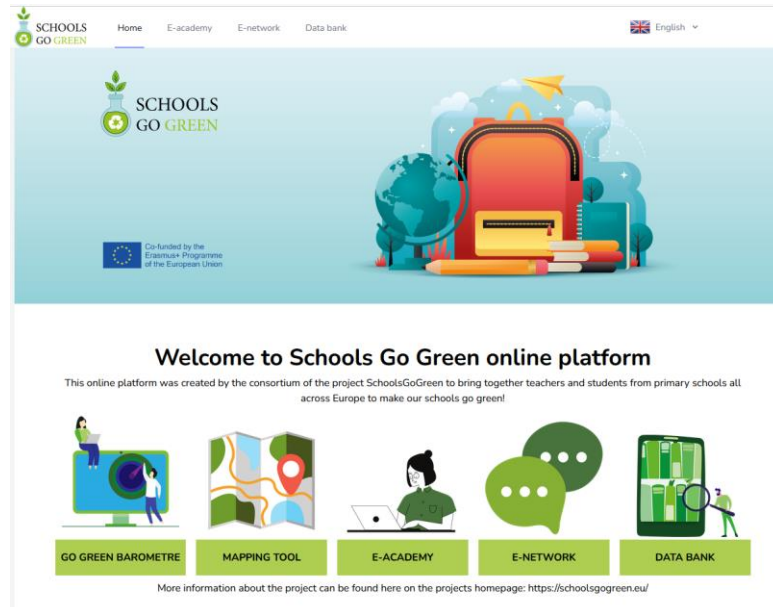 SCHOOLS
GO GREEN
Home E-academy E-network Data bank
English
SCHOOLS
GO GREEN
Co-funded by the
Erasmus+ Programme
of the European Union
Welcome to Schools Go Green online platform
This online platform was created by the consortium of the project SchoolsGoGreen to bring together teachers and students from primary schools all
across Europe to make our schools go green!
GO GREEN BAROMETRE MAPPING TOOL E-ACADEMY E-NETWORK DATA BANK
More information about the project can be found here on the projects homepage: https://schoolsgogreen.eu/